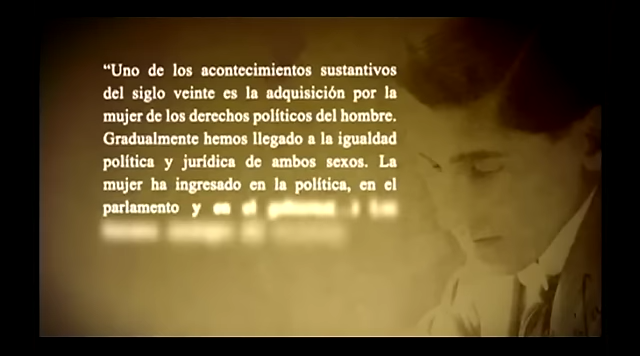 “Uno de los acontecimientos sustantivos
del siglo veinte es la adquisición por la
mujer de los derechos políticos del hombre.
Gradualmente hemos llegado a la igualdad
política y jurídica de ambos sexos. La
mujer ha ingresado en la política, en el
parlamento y en el